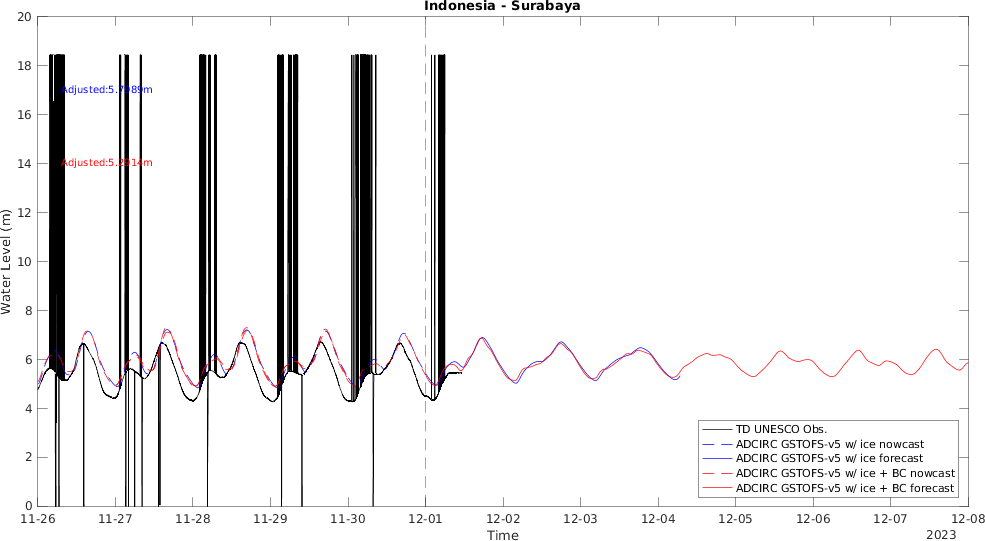 Indonesia - Surabaya
20
18
16
14
12
10
8
6
4
2
0
Water Level (m)
Adjusted:5.7989m
Adjusted:5.2914m
TD UNESCO Obs.
ADCIRC GSTOFS-v5 w/ ice nowcast
ADCIRC GSTOFS-v5 w/ ice forecast
ADCIRC GSTOFS-v5 w/ ice + BC nowcast
ADCIRC GSTOFS-v5 w/ ice + BC forecast
11-26 11-27 11-28 11-29 11-30 12-01 12-02 12-03 12-04 12-05 12-06 12-07 12-08
Time
2023